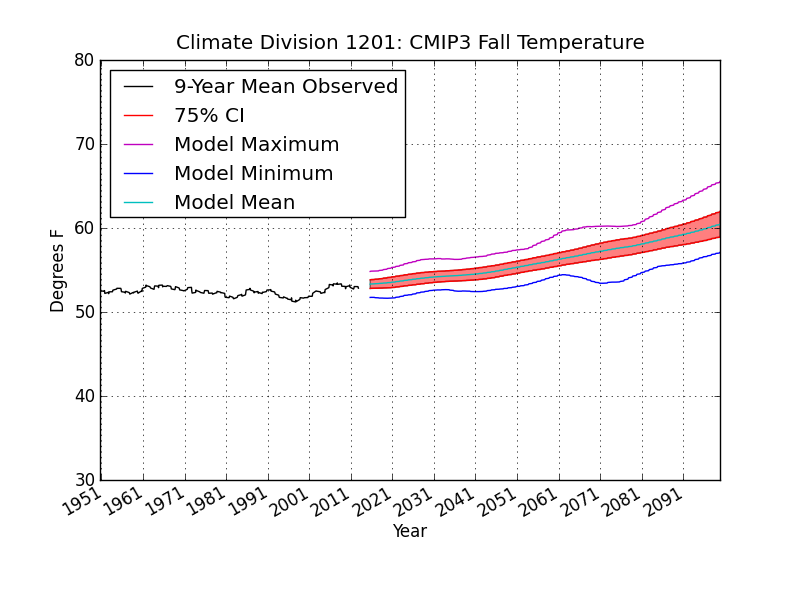 Climate Division 1201: CMIP3 Fall Temperature
80
70
60
50
40
30
Degrees F
9-Year Mean Observed
75% CI
Model Maximum
Model Minimum
Model Mean
1951
1961
1971
1981
1991
2001
2011
2021
2031
2041
2051
2061
2071
2081
2091
Year